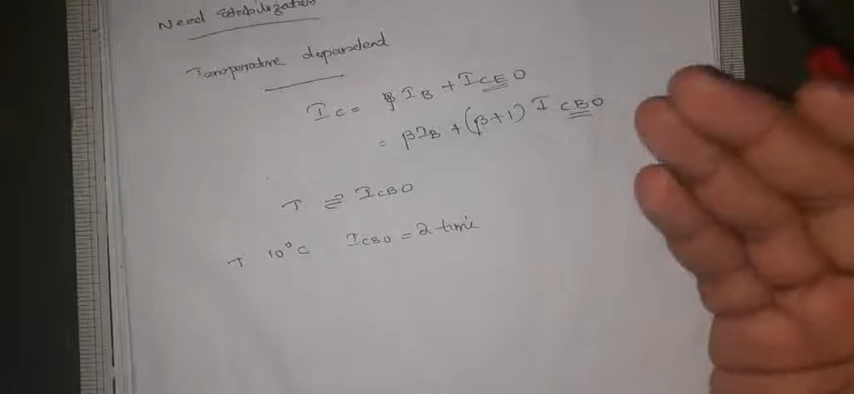 Need Stabilization
Temperature dependent
IC = βIB + ICEO
= βIB + (β+1) ICBO
T ⇌ ICBO
T 10°C ICBO = 2 time